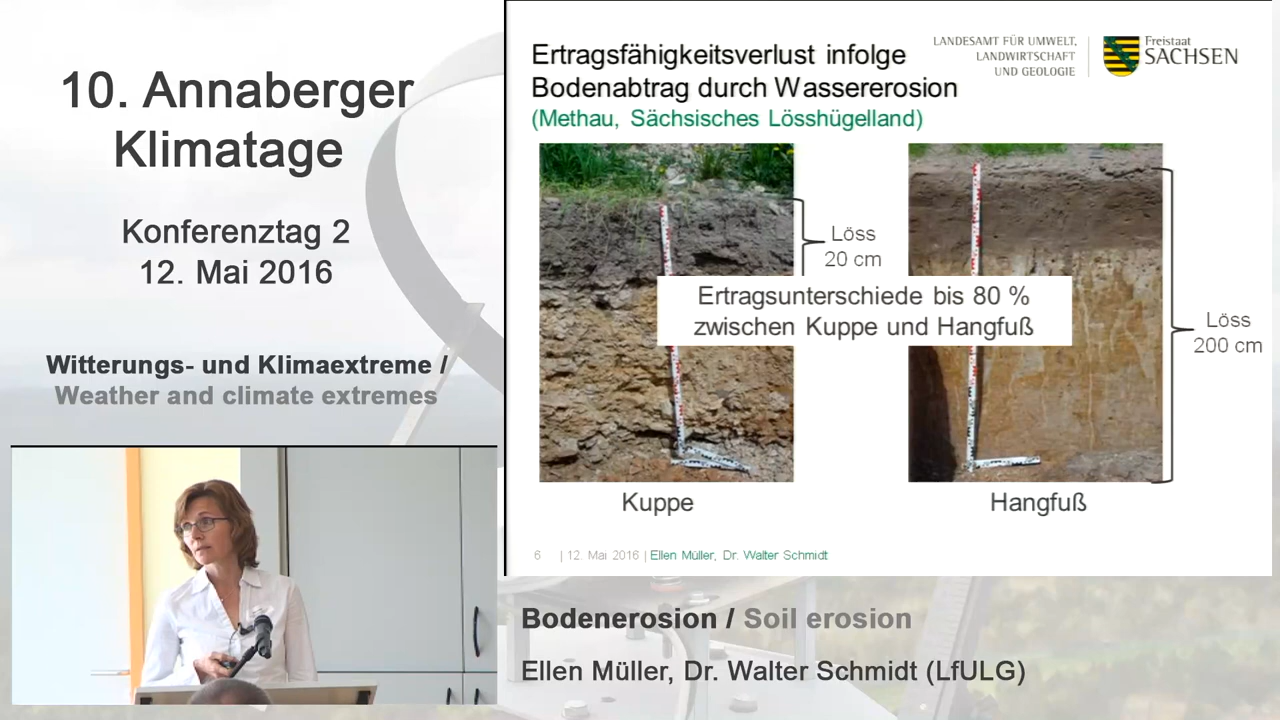 10. Annaberger
Klimatage
Konferenztag 2
12. Mai 2016
Witterungs- und Klimaextreme /
Weather and climate extremes
Ertragsfähigkeitsverlust infolge
Bodenabtrag durch Wassererosion
(Methau, Sächsisches Lösshügelland)
LANDESAMT FÜR UMWELT,
LANDWIRTSCHAFT
UND GEOLOGIE
Freistaat
SACHSEN
Löss
20 cm
Ertragsunterschiede bis 80 %
zwischen Kuppe und Hangfuß
Löss
200 cm
Kuppe
Hangfuß
6 | 12. Mai 2016 | Ellen Müller, Dr. Walter Schmidt
Bodenerosion / Soil erosion
Ellen Müller, Dr. Walter Schmidt (LfULG)